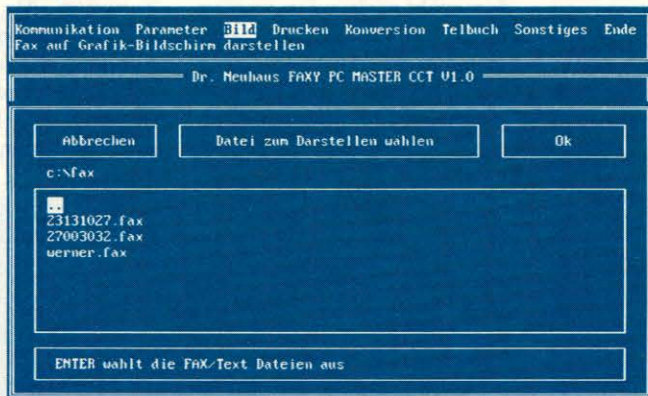 Kommunikation Parameter Bild Drucken Konversion Telbuch Sonstiges Ende
Fax auf Grafik-Bildschirm darstellen
Dr. Neuhaus FAXY PC MASTER CCT V1.0
Abbrechen Datei zum Darstellen wählen Ok
c:\fax
..
23131027.fax
27003032.fax
werner.fax
ENTER wählt die FAX/Text Dateien aus